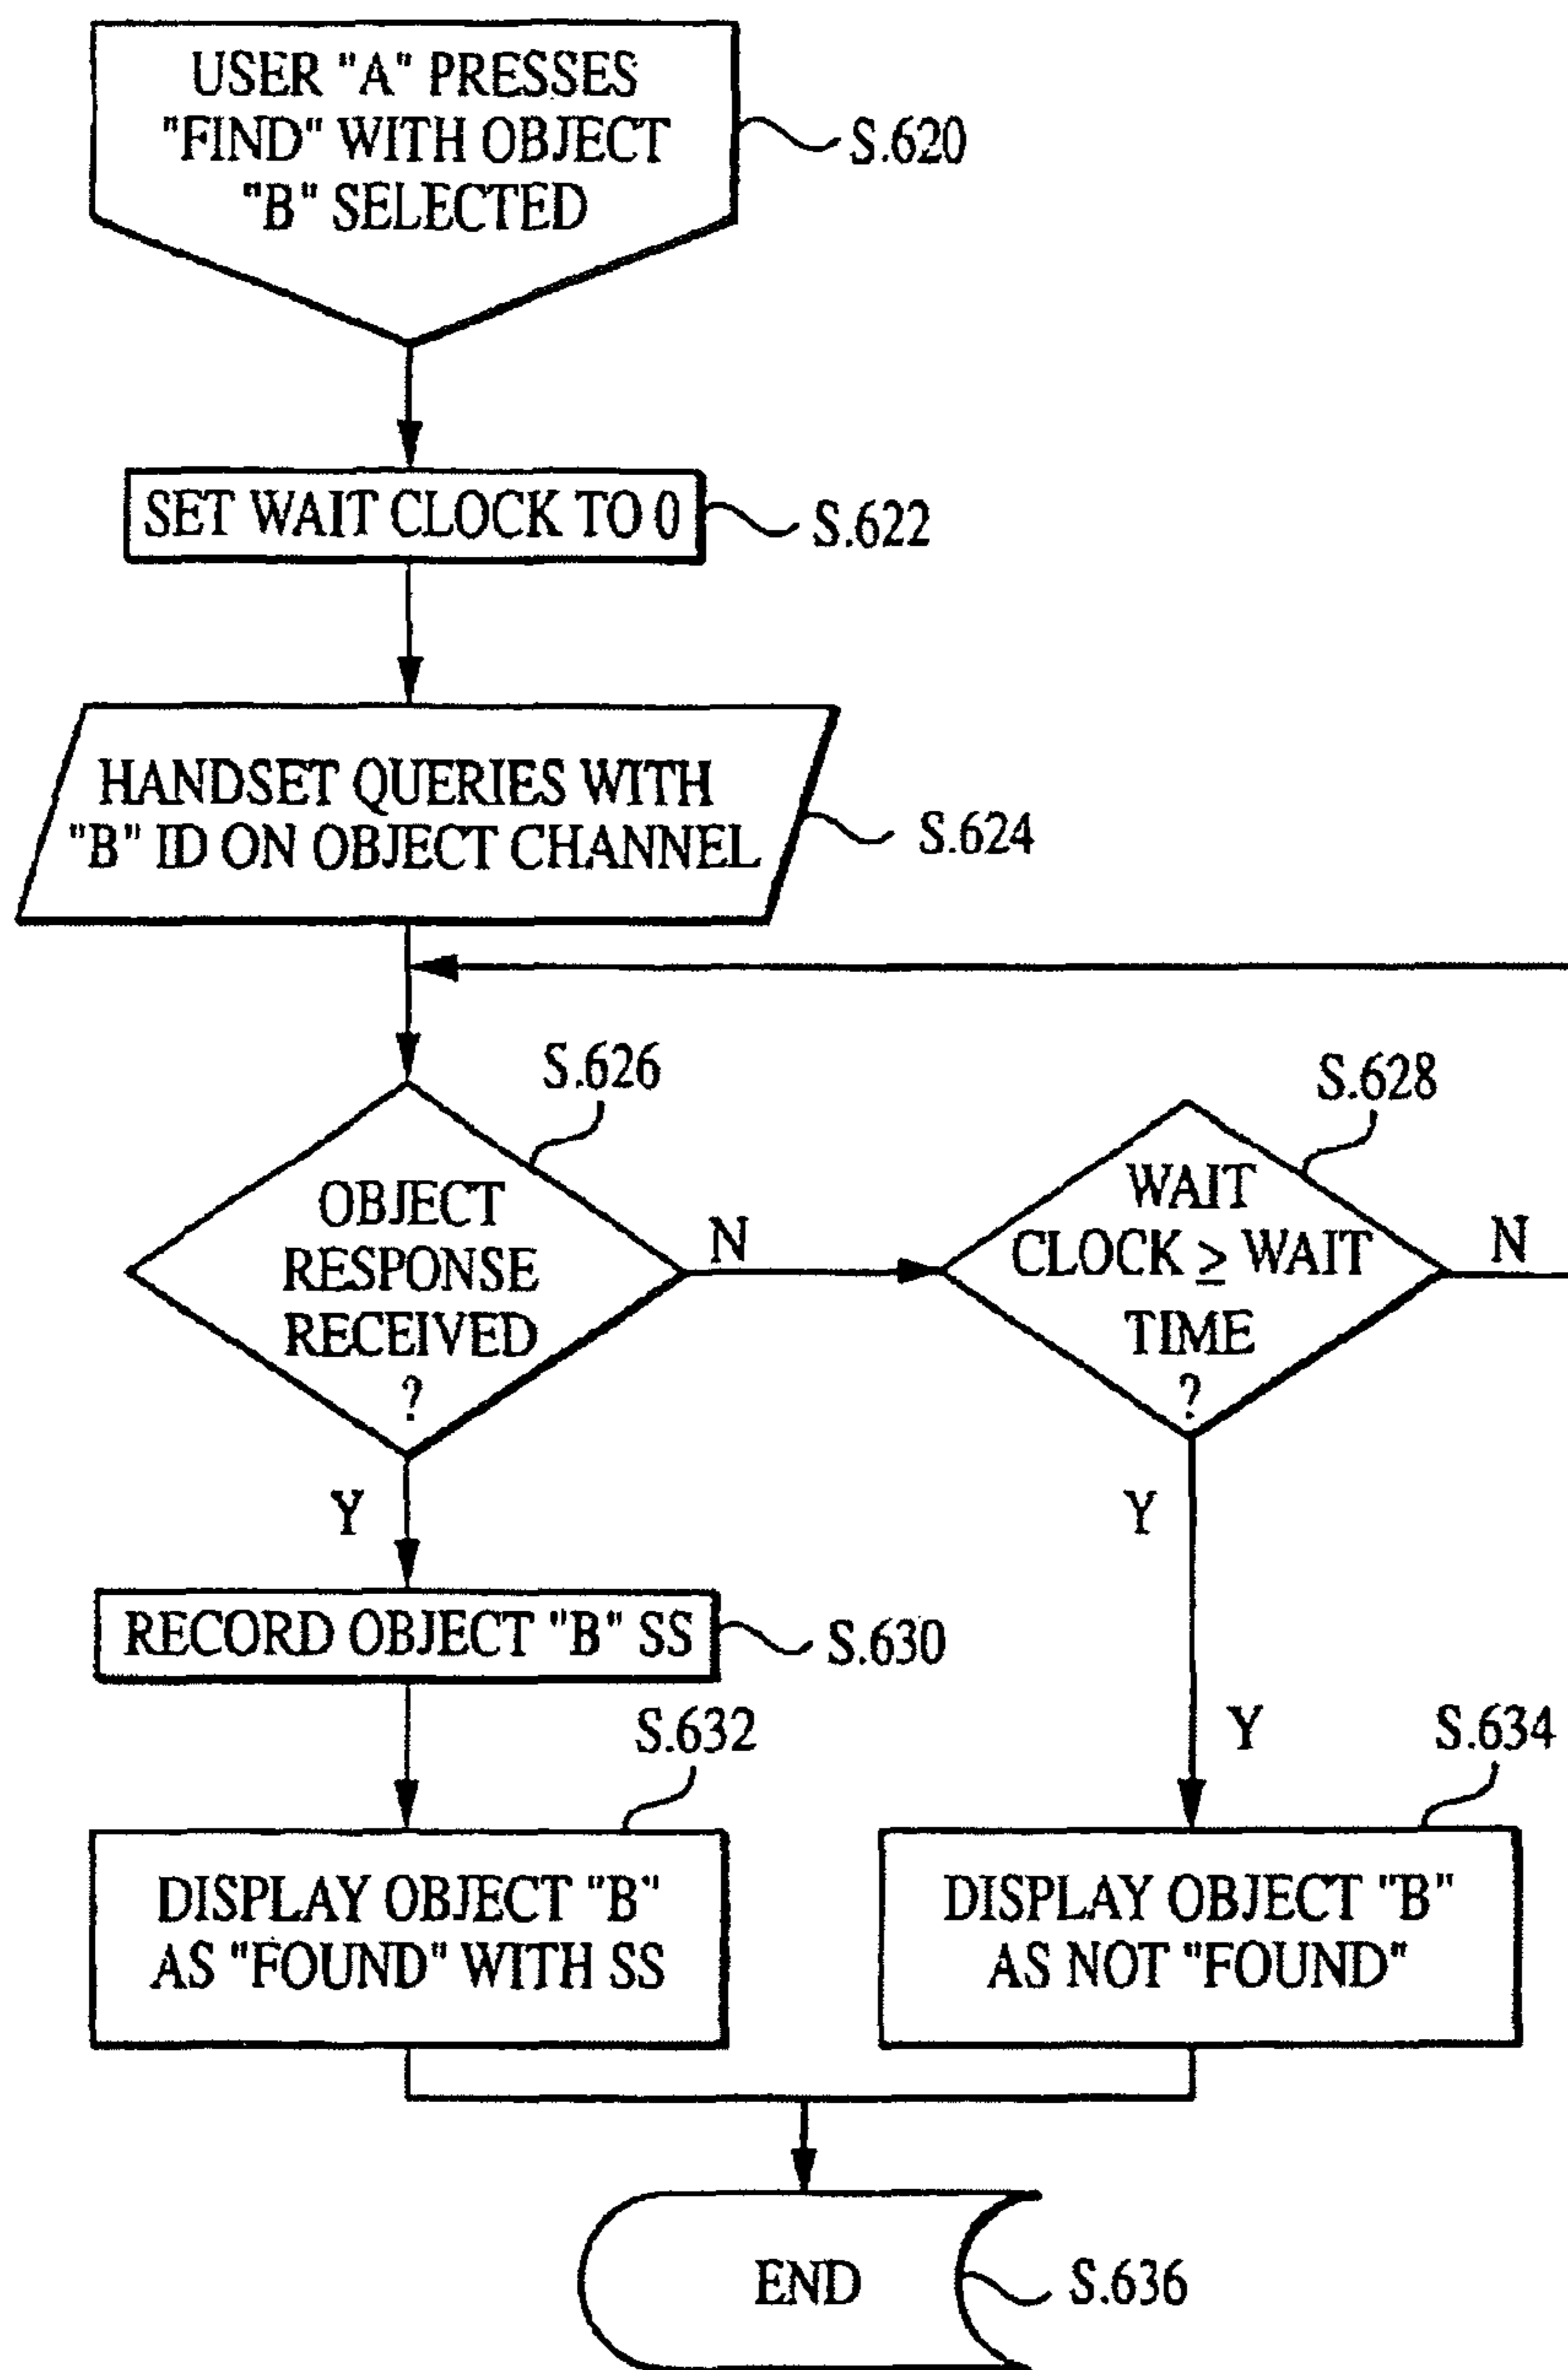 USER "A" PRESSES
"FIND" WITH OBJECT
"B" SELECTED
S.620
SET WAIT CLOCK TO 0
S.622
HANDSET QUERIES WITH
"B" ID ON OBJECT CHANNEL
S.624
S.626
OBJECT
RESPONSE
RECEIVED
?
N
Y
S.628
WAIT
CLOCK ≥ WAIT
TIME
?
N
Y
RECORD OBJECT "B" SS
S.630
S.632
DISPLAY OBJECT "B"
AS "FOUND" WITH SS
Y
S.634
DISPLAY OBJECT "B"
AS NOT "FOUND"
END
S.636